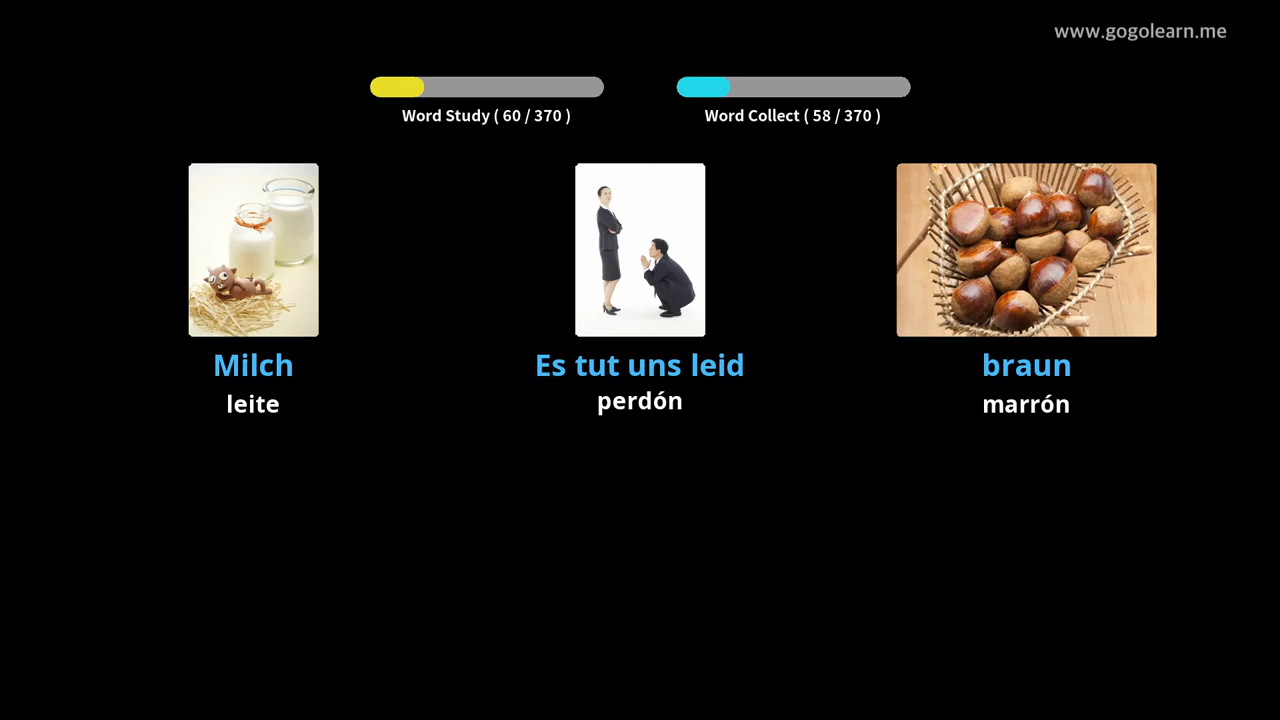 www.gogolearn.me
Word Study ( 60 / 370 )
Word Collect ( 58 / 370 )
Milch
Es tut uns leid
braun
leite
perdón
marrón